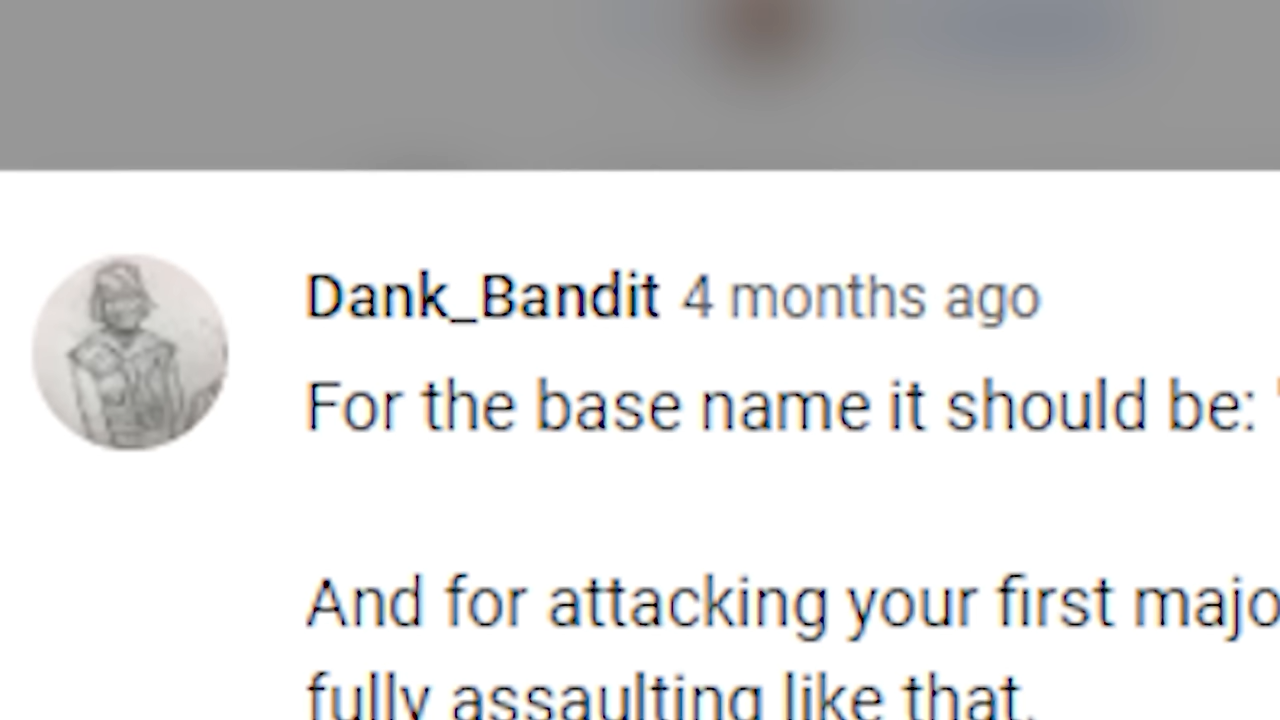 Dank_Bandit 4 months ago
For the base name it should be:
And for attacking your first
fully assaulting like that.